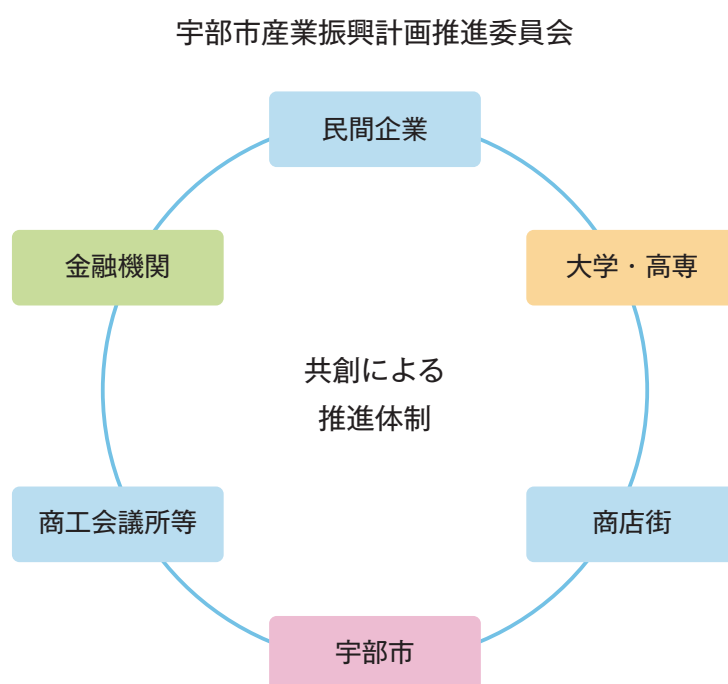 宇部市産業振興計画推進委員会
民間企業
金融機関
大学・高専
共創による
推進体制
商工会議所等
商店街
宇部市